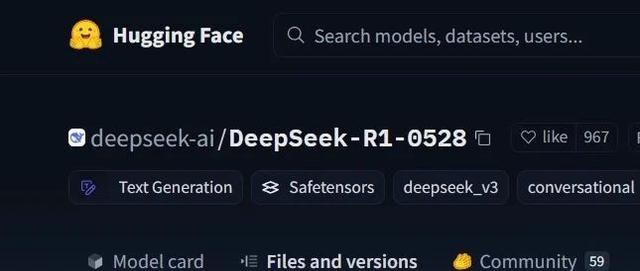 Hugging Face Search models, datasets, users...
deepseek-ai/DeepSeek-R1-0528 like 967
Text Generation Safetensors deepseek_v3 conversational
Model card Files and versions Community 59